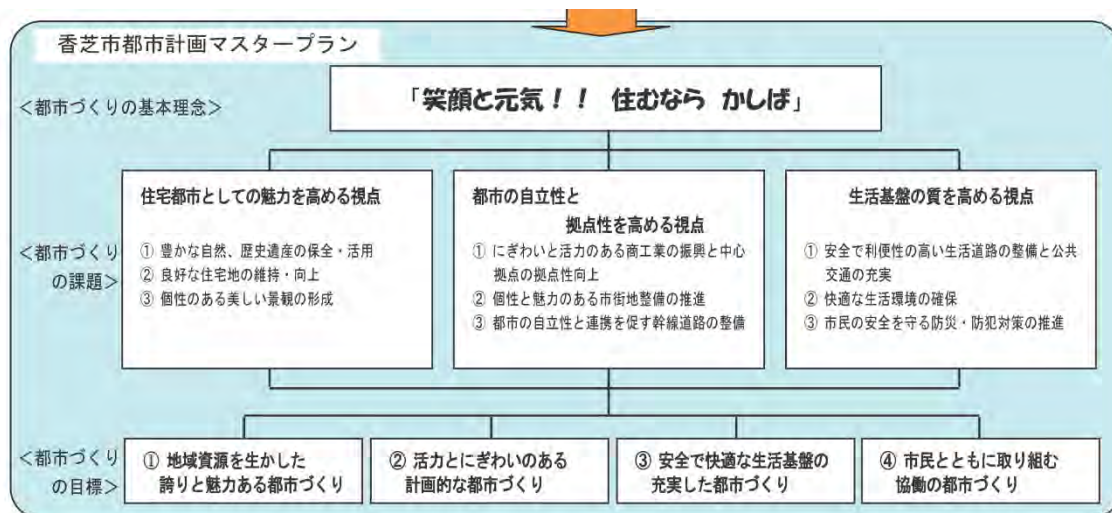 香芝市都市計画マスタープラン
＜都市づくりの基本理念＞
「笑顔と元気！！ 住むなら かしば」
＜都市づくり
の課題＞
住宅都市としての魅力を高める視点
① 豊かな自然、歴史遺産の保全・活用
② 良好な住宅地の維持・向上
③ 個性のある美しい景観の形成
都市の自立性と
拠点性を高める視点
① にぎわいと活力のある商工業の振興と中心
拠点の拠点性向上
② 個性と魅力のある市街地整備の推進
③ 都市の自立性と連携を促す幹線道路の整備
生活基盤の質を高める視点
① 安全で利便性の高い生活道路の整備と公共
交通の充実
② 快適な生活環境の確保
③ 市民の安全を守る防災・防犯対策の推進
＜都市づくり
の目標＞
① 地域資源を生かした
誇りと魅力ある都市づくり
② 活力とにぎわいのある
計画的な都市づくり
③ 安全で快適な生活基盤の
充実した都市づくり
④ 市民とともに取り組む
協働の都市づくり